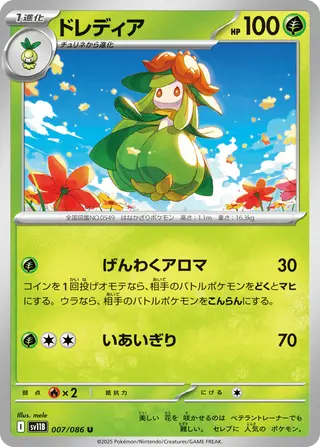 1進化 ドレディア HP100
チュリネから進化
全国図鑑NO.0549 はなかざりポケモン 高さ:1.1m 重さ:16.3kg
げんわくアロマ 30
コインを1回投げオモテなら、相手のバトルポケモンをどくとマヒ
にする。ウラなら、相手のバトルポケモンをこんらんにする。
いあいぎり 70
弱点 ×2 抵抗力 にげる
Illus. mele
I sv11B 007/086 U
美しい 花を 咲かせるのは ベテラントレーナーでも
難しい。 セレブに 人気の ポケモン。
©2025 Pokémon/Nintendo/Creatures/GAME FREAK.